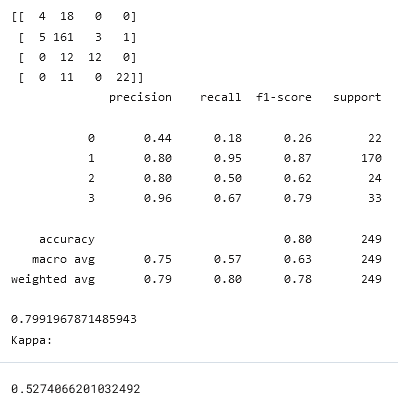 [[  4  18   0   0]
 [  5 161   3   1]
 [  0  12  12   0]
 [  0  11   0  22]]
              precision    recall  f1-score   support

           0       0.44      0.18      0.26        22
           1       0.80      0.95      0.87       170
           2       0.80      0.50      0.62        24
           3       0.96      0.67      0.79        33

    accuracy                           0.80       249
   macro avg       0.75      0.57      0.63       249
weighted avg       0.79      0.80      0.78       249

0.7991967871485943
Kappa:
0.5274066201032492